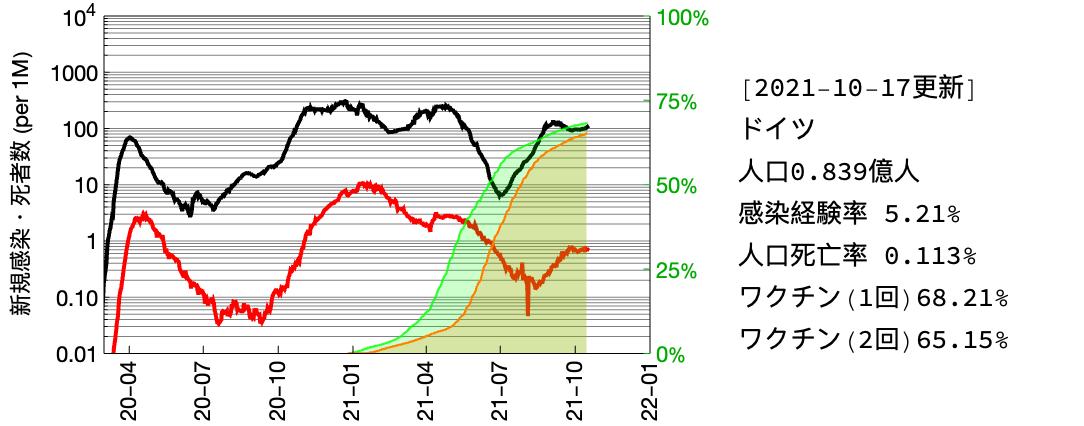 10^4
1000
100
10
1
0.10
0.01
新規感染・死者数 (per 1M)
100%
75%
50%
25%
0%
20-04
20-07
20-10
21-01
21-04
21-07
21-10
22-01
[2021-10-17更新]
ドイツ
人口0.839億人
感染経験率 5.21%
人口死亡率 0.113%
ワクチン(1回)68.21%
ワクチン(2回)65.15%